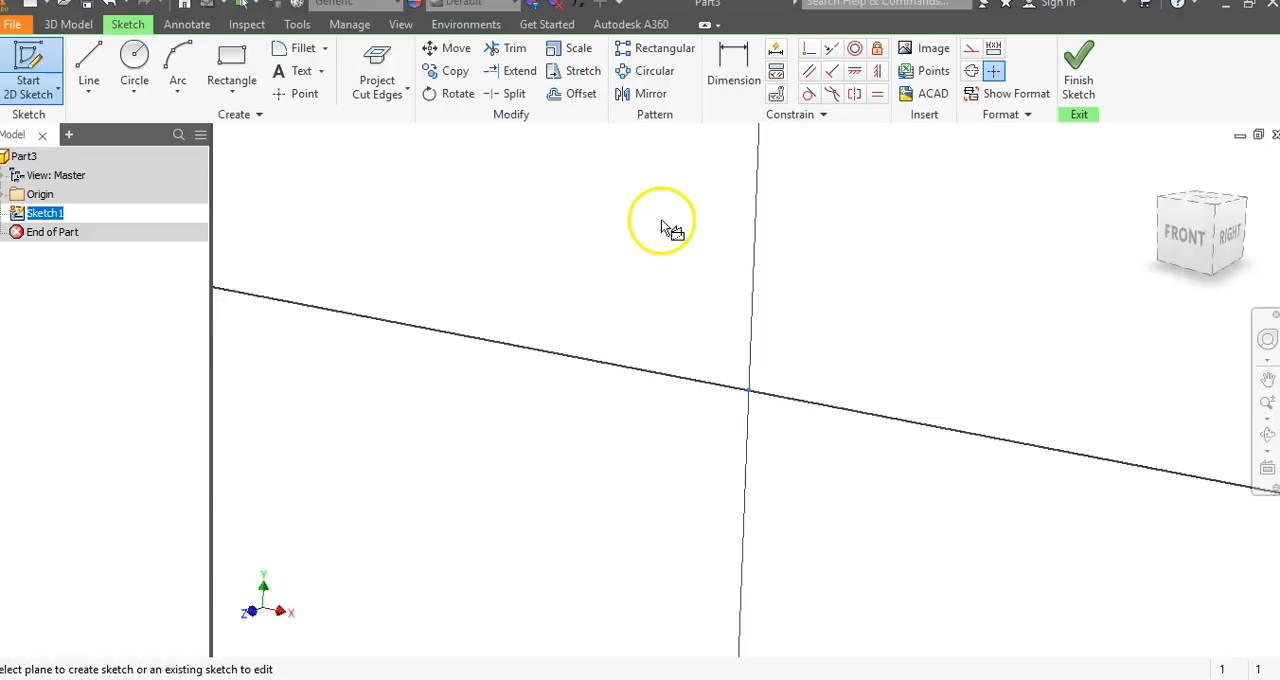 Generic Default Part3 Search Help & Commands... Sign In
File 3D Model Sketch Annotate Inspect Tools Manage View Environments Get Started Autodesk A360
Start
2D Sketch
Line
Circle
Arc
Rectangle
Fillet
Text
Point
Project
Cut Edges
Move
Copy
Rotate
Trim
Extend
Split
Scale
Stretch
Offset
Rectangular
Circular
Mirror
Dimension
Image
Points
ACAD
Show Format
Finish
Sketch
Sketch Create Modify Pattern Constrain Insert Format Exit
Model
Part3
View: Master
Origin
Sketch1
End of Part
FRONT RIGHT
Y
Z X
elect plane to create sketch or an existing sketch to edit 1 1